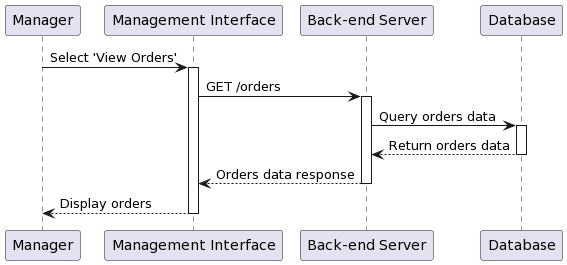 Manager
Management Interface
Back-end Server
Database
Select 'View Orders'
GET /orders
Query orders data
Return orders data
Orders data response
Display orders
Manager
Management Interface
Back-end Server
Database